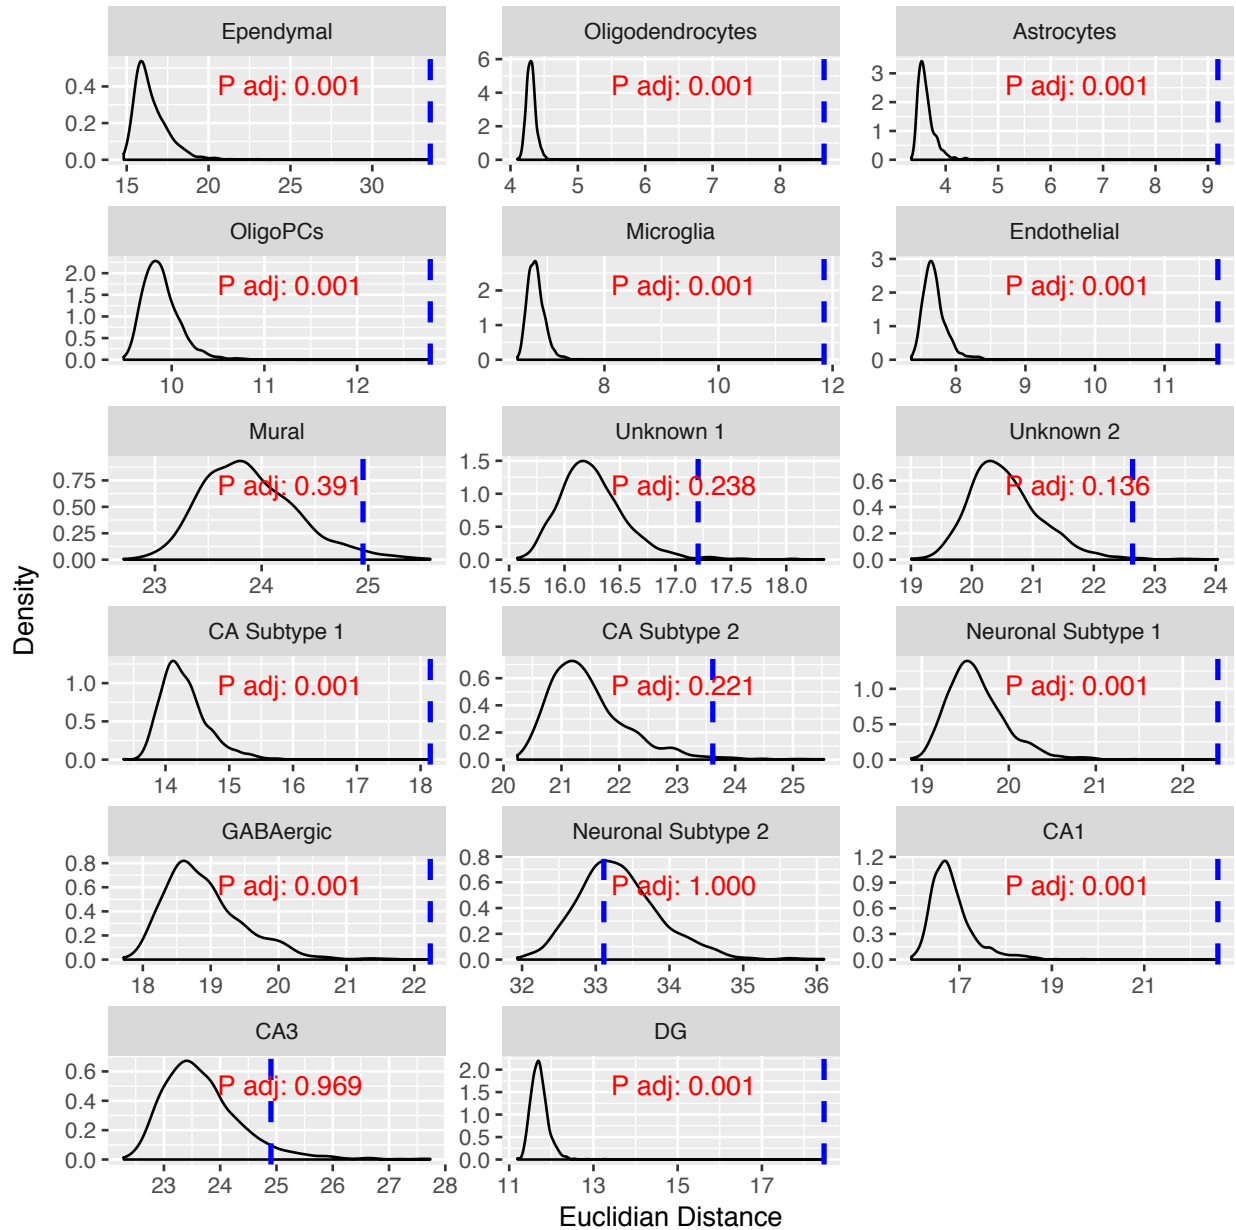 Ependymal
Oligodendrocytes
Astrocytes
P adj: 0.001
P adj: 0.001
P adj: 0.001
0.4
0.2
0.0
6
4
2
0
3
2
1
0
15 20 25 30
4 5 6 7 8
4 5 6 7 8 9
OligoPCs
Microglia
Endothelial
P adj: 0.001
P adj: 0.001
P adj: 0.001
2.0
1.5
1.0
0.5
0.0
2
1
0
3
2
1
0
10 11 12
8 10 12
8 9 10 11
Mural
Unknown 1
Unknown 2
P adj: 0.391
P adj: 0.238
P adj: 0.136
0.75
0.50
0.25
0.00
1.5
1.0
0.5
0.0
0.6
0.4
0.2
0.0
23 24 25
15.5 16.0 16.5 17.0 17.5 18.0
19 20 21 22 23 24
Density
CA Subtype 1
CA Subtype 2
Neuronal Subtype 1
P adj: 0.001
P adj: 0.221
P adj: 0.001
1.0
0.5
0.0
0.6
0.4
0.2
0.0
1.0
0.5
0.0
14 15 16 17 18
20 21 22 23 24 25
19 20 21 22
GABAergic
Neuronal Subtype 2
CA1
P adj: 0.001
P adj: 1.000
P adj: 0.001
0.8
0.6
0.4
0.2
0.0
0.8
0.6
0.4
0.2
0.0
1.2
0.9
0.6
0.3
0.0
18 19 20 21 22
32 33 34 35 36
17 19 21
CA3
DG
P adj: 0.969
P adj: 0.001
0.6
0.4
0.2
0.0
2.0
1.5
1.0
0.5
0.0
23 24 25 26 27 28
11 13 15 17
Euclidian Distance